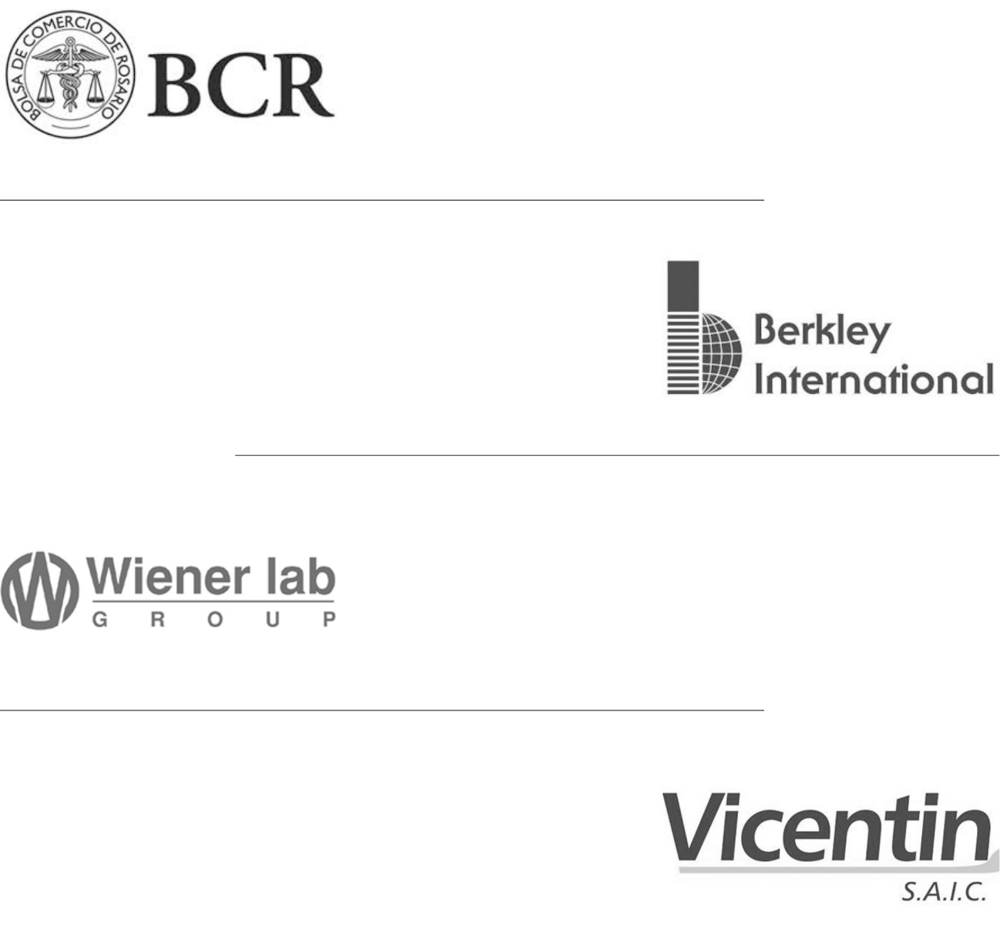 BOLSA DE COMERCIO DE ROSARIO
BCR
Berkley
International
Wiener lab
GROUP
Vicentin
S.A.I.C.